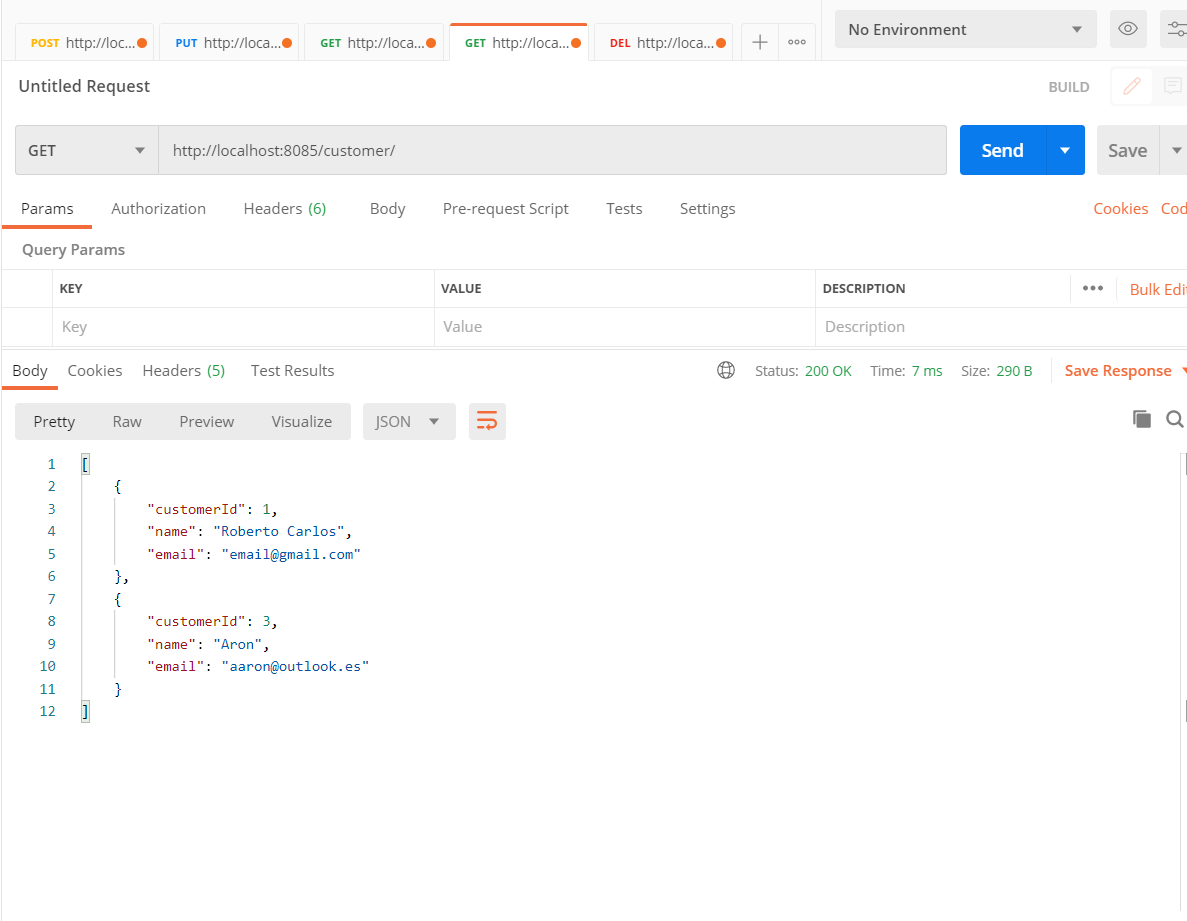 POST http://loc... PUT http://loca... GET http://loca... GET http://loca... DEL http://loca... No Environment
Untitled Request BUILD
GET http://localhost:8085/customer/ Send Save
Params Authorization Headers (6) Body Pre-request Script Tests Settings Cookies Cod
Query Params
KEY VALUE DESCRIPTION Bulk Edit
Key Value Description
Body Cookies Headers (5) Test Results Status: 200 OK Time: 7 ms Size: 290 B Save Response
Pretty Raw Preview Visualize JSON
1 [
2 {
3 "customerId": 1,
4 "name": "Roberto Carlos",
5 "email": "email@gmail.com"
6 },
7 {
8 "customerId": 3,
9 "name": "Aron",
10 "email": "aaron@outlook.es"
11 }
12 ]